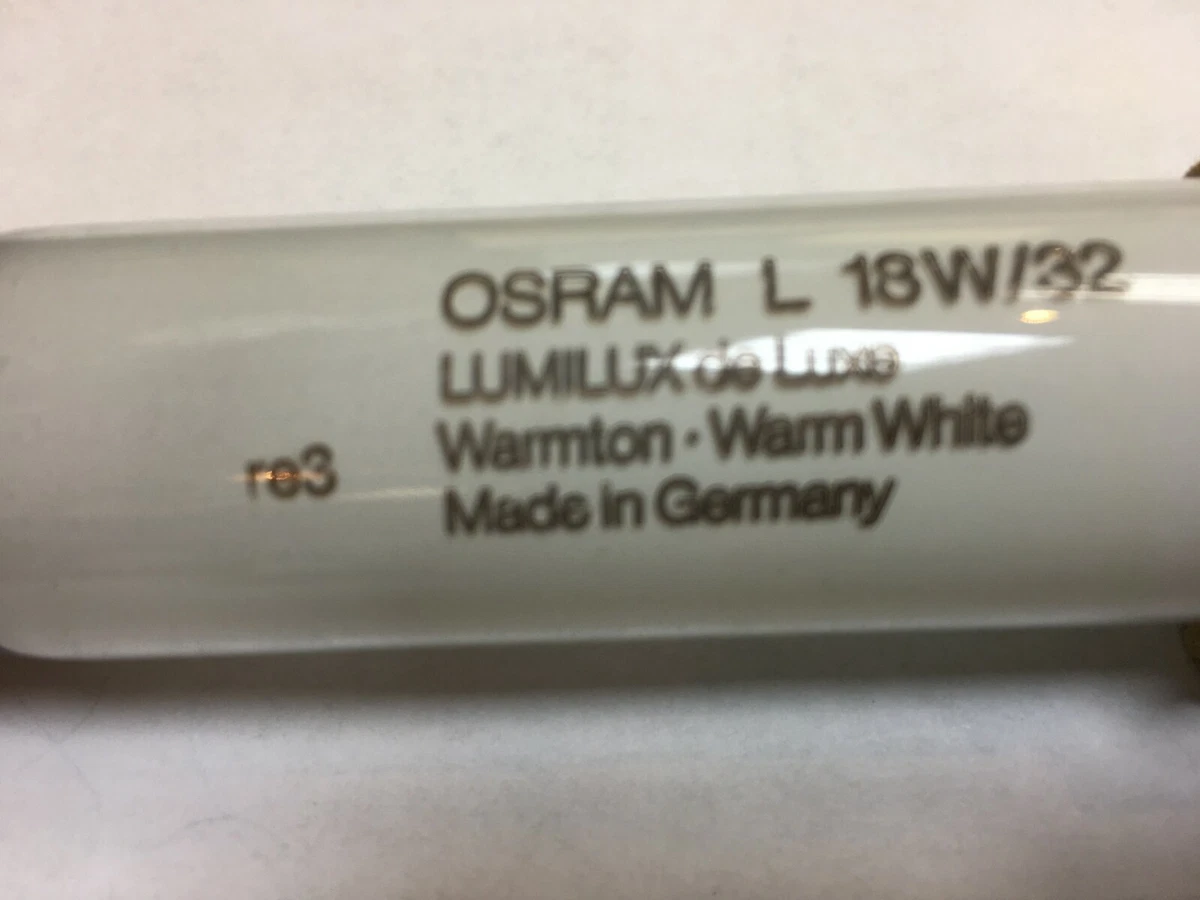 OSRAM L 18W/32
LUMILUX de Luxe
Warmton · Warm White
re3
Made in Germany